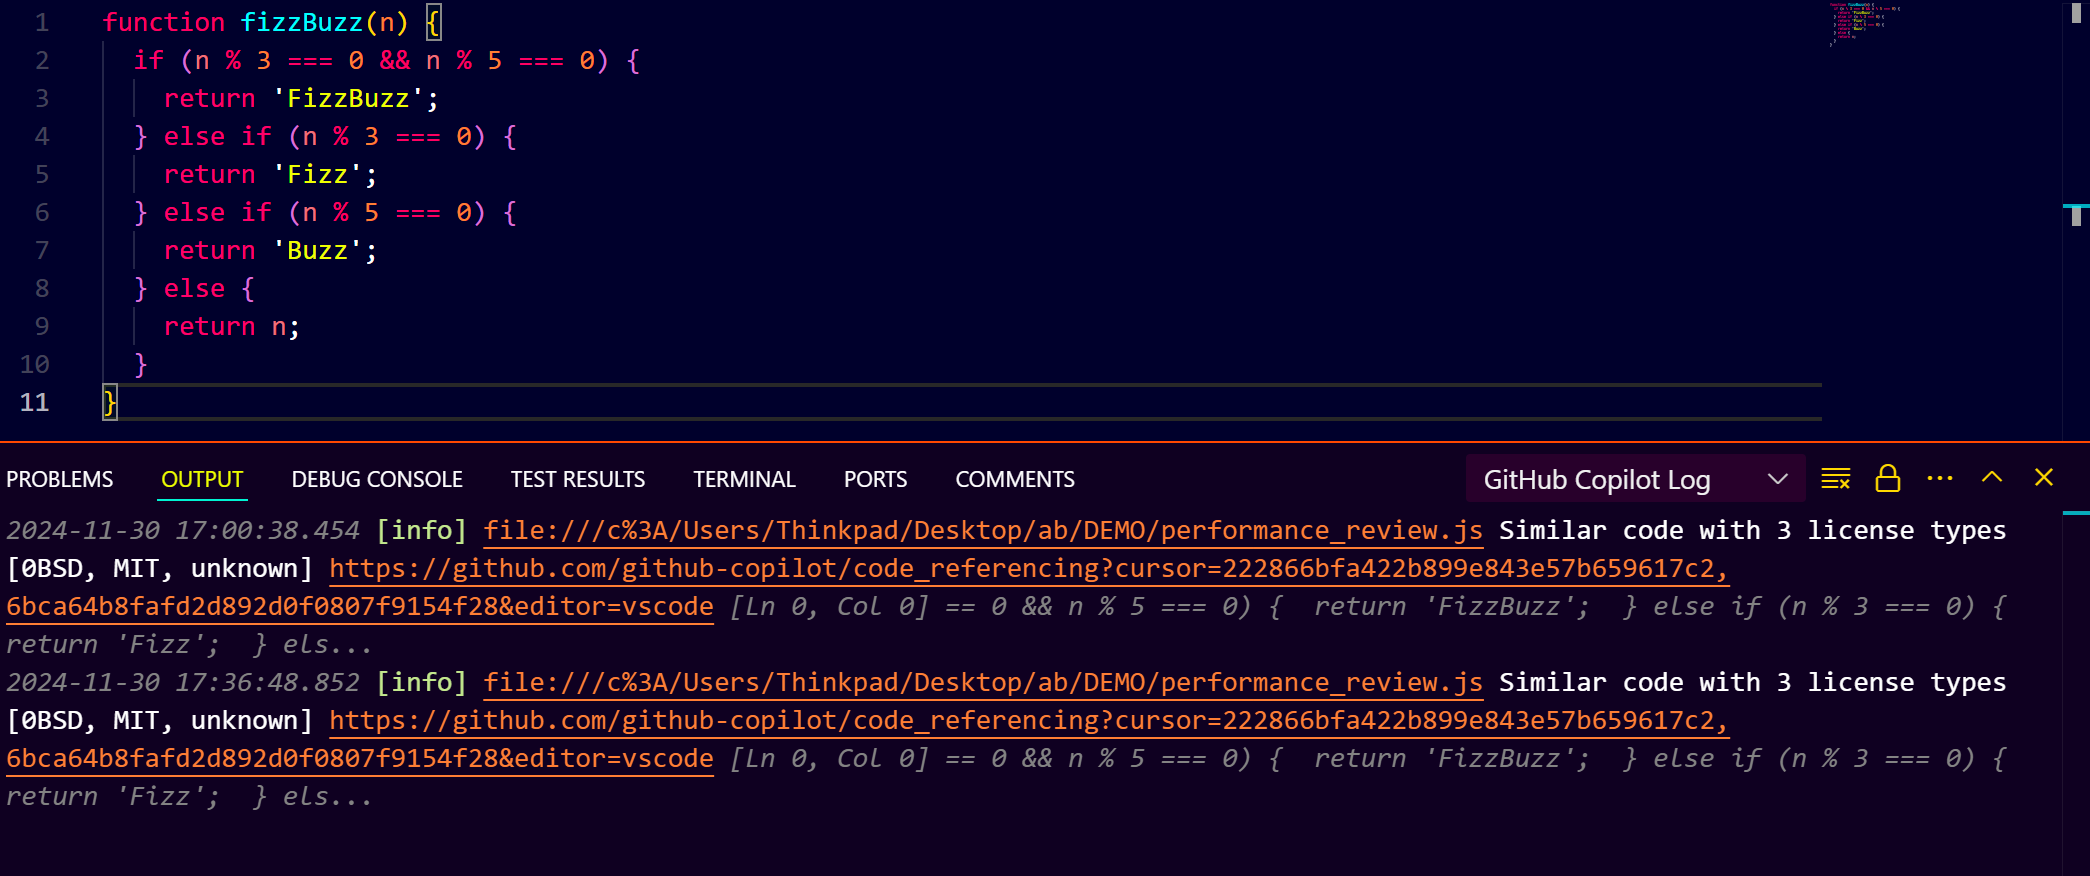 1 function fizzBuzz(n) {
2 if (n % 3 === 0 && n % 5 === 0) {
3 return 'FizzBuzz';
4 } else if (n % 3 === 0) {
5 return 'Fizz';
6 } else if (n % 5 === 0) {
7 return 'Buzz';
8 } else {
9 return n;
10 }
11 }
PROBLEMS OUTPUT DEBUG CONSOLE TEST RESULTS TERMINAL PORTS COMMENTS GitHub Copilot Log
2024-11-30 17:00:38.454 [info] file:///c%3A/Users/Thinkpad/Desktop/ab/DEMO/performance_review.js Similar code with 3 license types
[0BSD, MIT, unknown] https://github.com/github-copilot/code_referencing?cursor=222866bfa422b899e843e57b659617c2,
6bca64b8fafd2d892d0f0807f9154f28&editor=vscode [Ln 0, Col 0] == 0 && n % 5 === 0) { return 'FizzBuzz'; } else if (n % 3 === 0) {
return 'Fizz'; } els...
2024-11-30 17:36:48.852 [info] file:///c%3A/Users/Thinkpad/Desktop/ab/DEMO/performance_review.js Similar code with 3 license types
[0BSD, MIT, unknown] https://github.com/github-copilot/code_referencing?cursor=222866bfa422b899e843e57b659617c2,
6bca64b8fafd2d892d0f0807f9154f28&editor=vscode [Ln 0, Col 0] == 0 && n % 5 === 0) { return 'FizzBuzz'; } else if (n % 3 === 0) {
return 'Fizz'; } els...